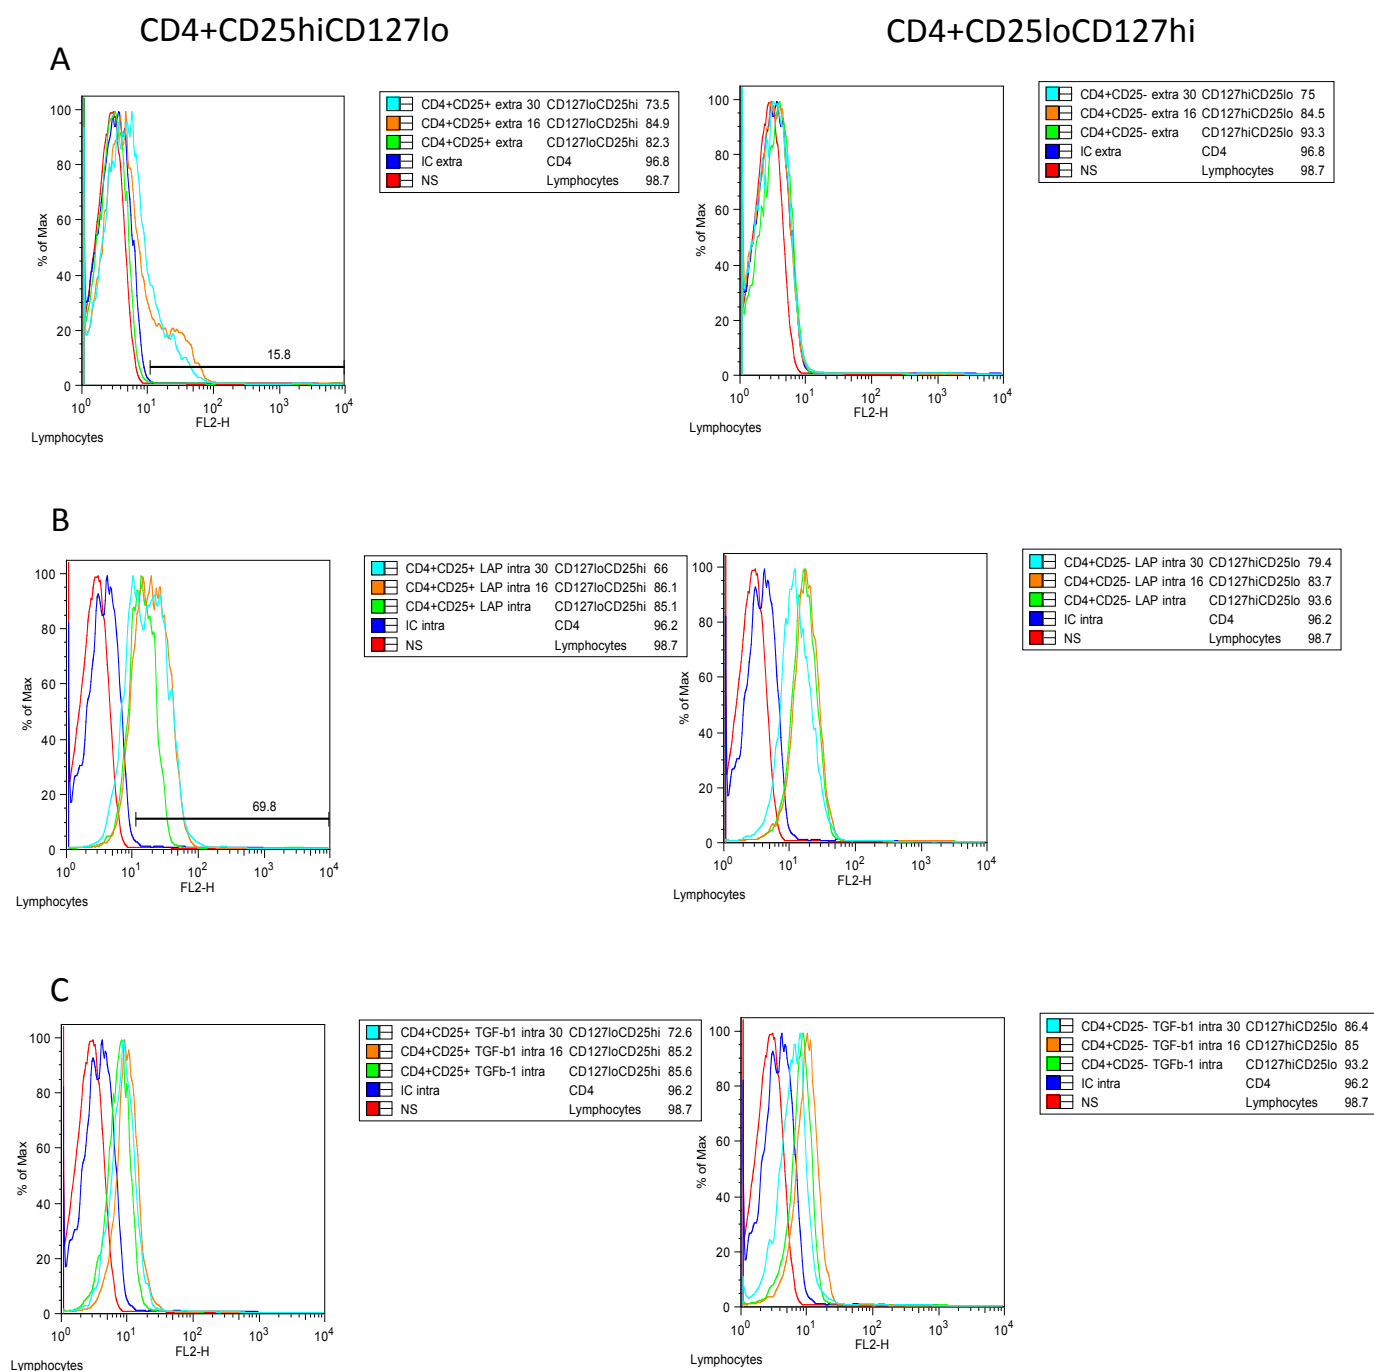 CD4+CD25hiCD127lo
CD4+CD25loCD127hi
A
CD4+CD25+ extra 30 CD127loCD25hi 73.5
CD4+CD25+ extra 16 CD127loCD25hi 84.9
CD4+CD25+ extra CD127loCD25hi 82.3
IC extra CD4 96.8
NS Lymphocytes 98.7
100
80
60
40
20
0
% of Max
15.8
10^0 10^1 10^2 10^3 10^4
FL2-H
Lymphocytes
CD4+CD25- extra 30 CD127hiCD25lo 75
CD4+CD25- extra 16 CD127hiCD25lo 84.5
CD4+CD25- extra CD127hiCD25lo 93.3
IC extra CD4 96.8
NS Lymphocytes 98.7
100
80
60
40
20
0
% of Max
10^0 10^1 10^2 10^3 10^4
FL2-H
Lymphocytes
B
CD4+CD25+ LAP intra 30 CD127loCD25hi 66
CD4+CD25+ LAP intra 16 CD127loCD25hi 86.1
CD4+CD25+ LAP intra CD127loCD25hi 85.1
IC intra CD4 96.2
NS Lymphocytes 98.7
100
80
60
40
20
0
% of Max
69.8
10^0 10^1 10^2 10^3 10^4
FL2-H
Lymphocytes
CD4+CD25- LAP intra 30 CD127hiCD25lo 79.4
CD4+CD25- LAP intra 16 CD127hiCD25lo 83.7
CD4+CD25- LAP intra CD127hiCD25lo 93.6
IC intra CD4 96.2
NS Lymphocytes 98.7
100
80
60
40
20
0
% of Max
10^0 10^1 10^2 10^3 10^4
FL2-H
Lymphocytes
C
CD4+CD25+ TGF-b1 intra 30 CD127loCD25hi 72.6
CD4+CD25+ TGF-b1 intra 16 CD127loCD25hi 85.2
CD4+CD25+ TGFb-1 intra CD127loCD25hi 85.6
IC intra CD4 96.2
NS Lymphocytes 98.7
100
80
60
40
20
0
% of Max
10^0 10^1 10^2 10^3 10^4
FL2-H
Lymphocytes
CD4+CD25- TGF-b1 intra 30 CD127hiCD25lo 86.4
CD4+CD25- TGF-b1 intra 16 CD127hiCD25lo 85
CD4+CD25- TGFb-1 intra CD127hiCD25lo 93.2
IC intra CD4 96.2
NS Lymphocytes 98.7
100
80
60
40
20
0
% of Max
10^0 10^1 10^2 10^3 10^4
FL2-H
Lymphocytes